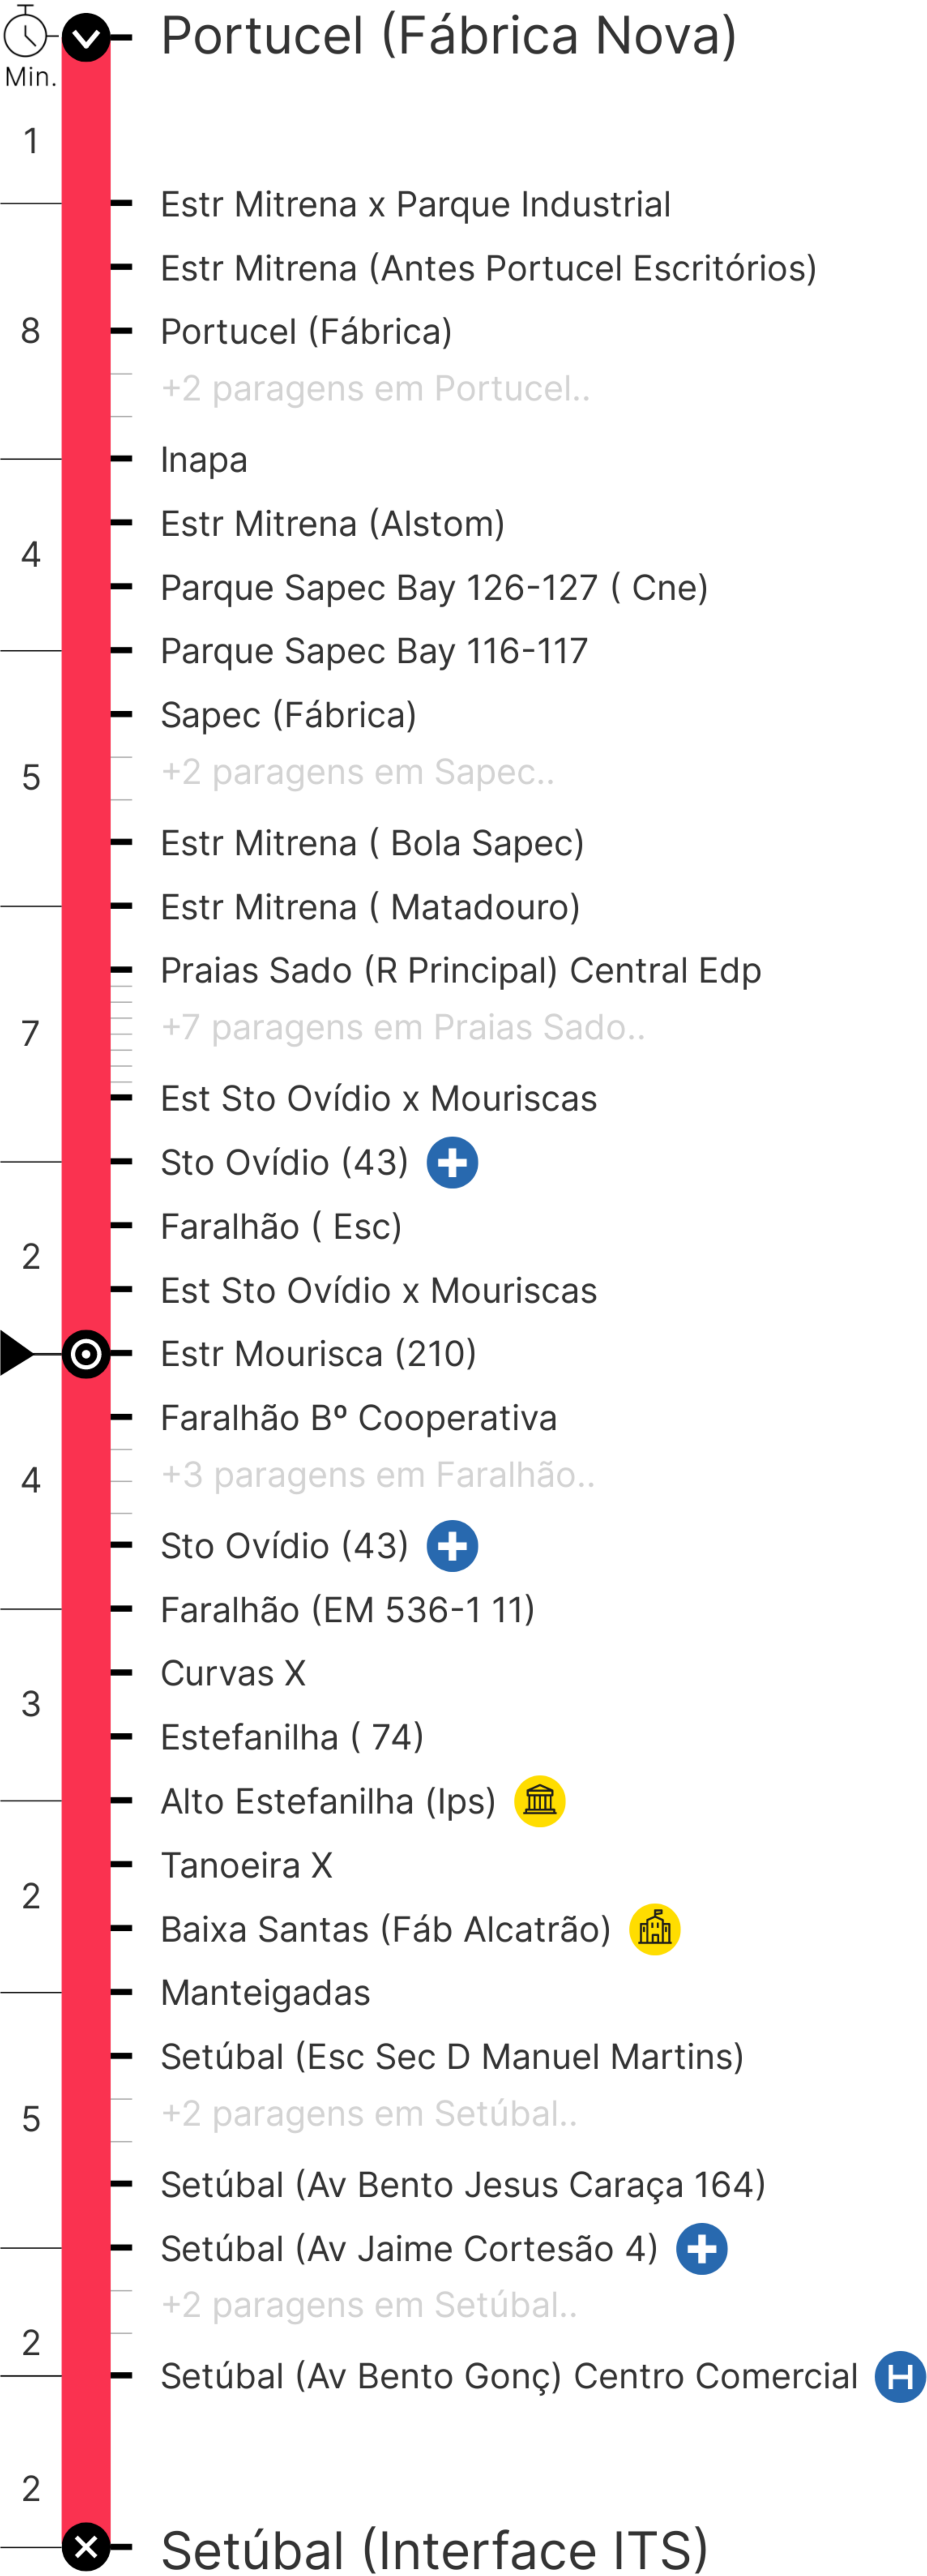 Portucel (Fábrica Nova)
Min.
1
Estr Mitrena x Parque Industrial
Estr Mitrena (Antes Portucel Escritórios)
8
Portucel (Fábrica)
+2 paragens em Portucel..
Inapa
Estr Mitrena (Alstom)
4
Parque Sapec Bay 126-127 ( Cne)
Parque Sapec Bay 116-117
Sapec (Fábrica)
5
+2 paragens em Sapec..
Estr Mitrena ( Bola Sapec)
Estr Mitrena ( Matadouro)
Praias Sado (R Principal) Central Edp
7
+7 paragens em Praias Sado..
Est Sto Ovídio x Mouriscas
Sto Ovídio (43)
Faralhão ( Esc)
2
Est Sto Ovídio x Mouriscas
Estr Mourisca (210)
Faralhão Bº Cooperativa
4
+3 paragens em Faralhão..
Sto Ovídio (43)
Faralhão (EM 536-1 11)
Curvas X
3
Estefanilha ( 74)
Alto Estefanilha (Ips)
Tanoeira X
2
Baixa Santas (Fáb Alcatrão)
Manteigadas
Setúbal (Esc Sec D Manuel Martins)
5
+2 paragens em Setúbal..
Setúbal (Av Bento Jesus Caraça 164)
Setúbal (Av Jaime Cortesão 4)
+2 paragens em Setúbal..
2
Setúbal (Av Bento Gonç) Centro Comercial H
2
Setúbal (Interface ITS)